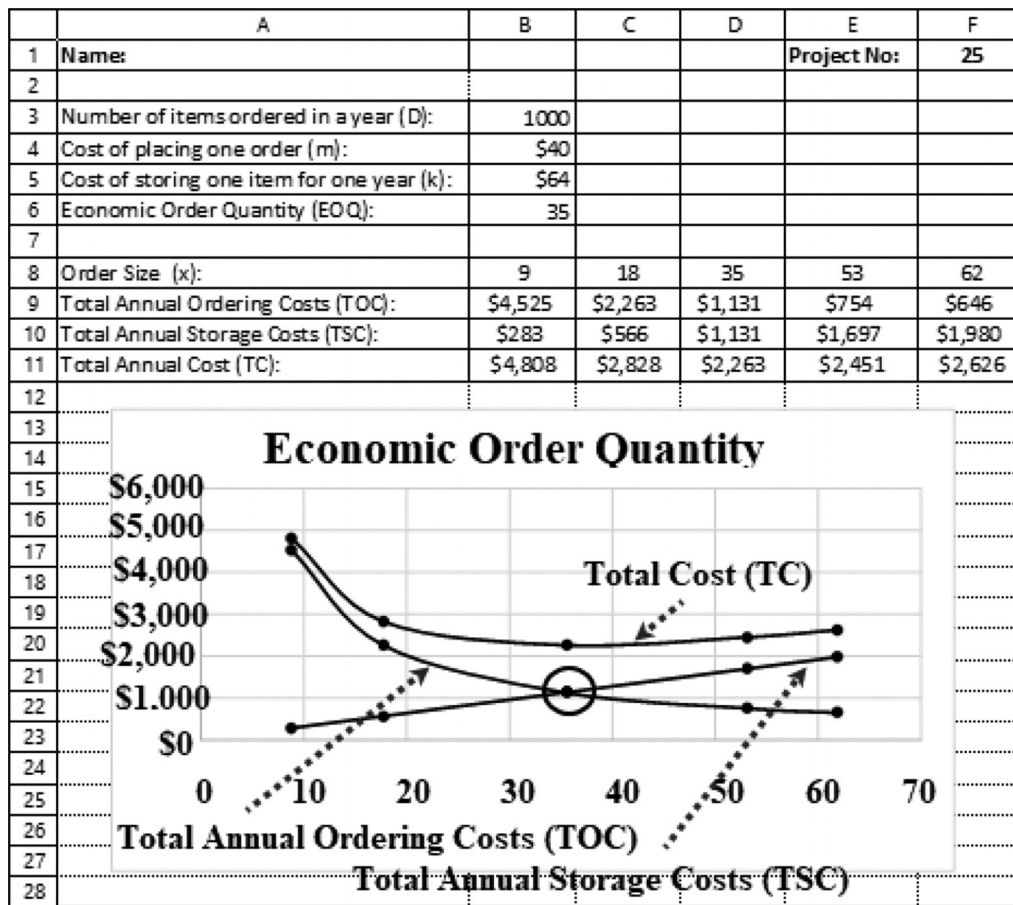 A B C D E F
1 Name: Project No: 25
2
3 Number of items ordered in a year (D): 1000
4 Cost of placing one order (m): $40
5 Cost of storing one item for one year (k): $64
6 Economic Order Quantity (EOQ): 35
7
8 Order Size (x): 9 18 35 53 62
9 Total Annual Ordering Costs (TOC): $4,525 $2,263 $1,131 $754 $646
10 Total Annual Storage Costs (TSC): $283 $566 $1,131 $1,697 $1,980
11 Total Annual Cost (TC): $4,808 $2,828 $2,263 $2,451 $2,626
12
13
14
15
16
17
18
19
20
21
22
23
24
25
26
27
28
Economic Order Quantity
$6,000
$5,000
$4,000
$3,000
$2,000
$1.000
$0
Total Cost (TC)
0 10 20 30 40 50 60 70
Total Annual Ordering Costs (TOC)
Total Annual Storage Costs (TSC)